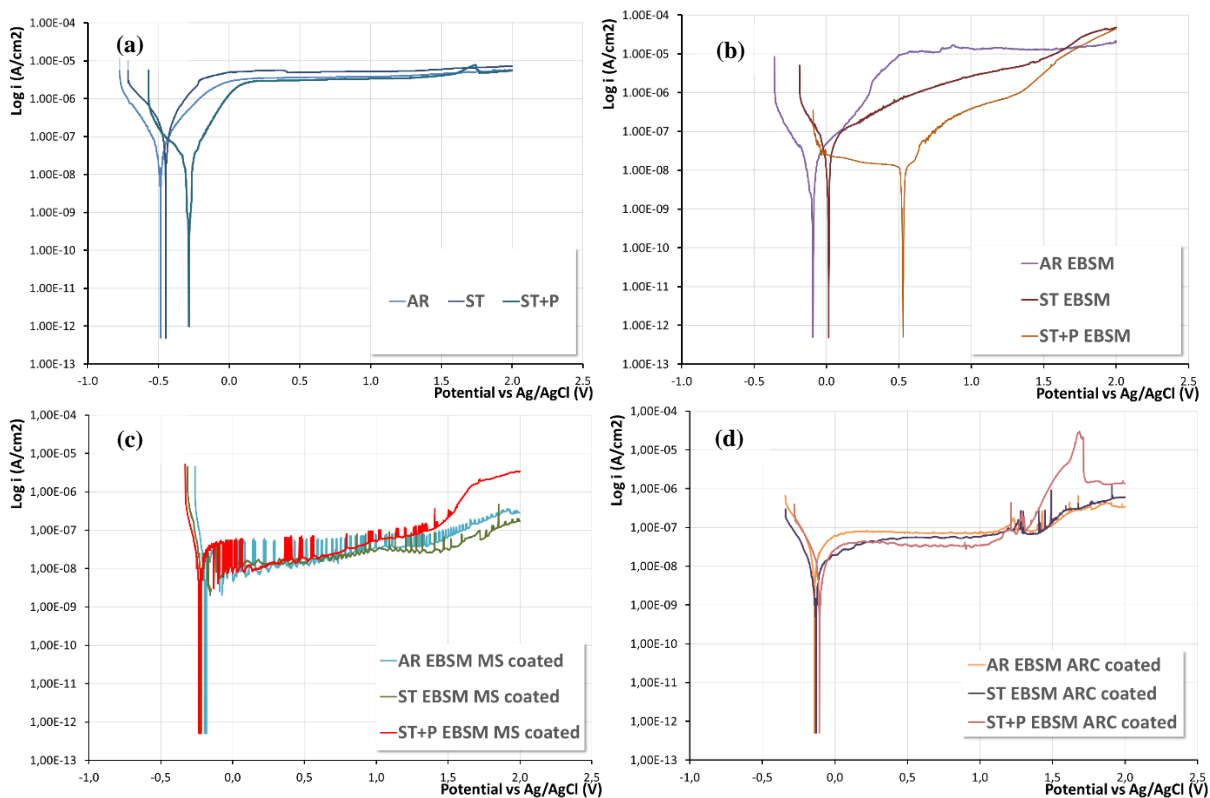 (a)
Log i (A/cm2)
1.00E-04
1.00E-05
1.00E-06
1.00E-07
1.00E-08
1.00E-09
1.00E-10
1.00E-11
1.00E-12
1.00E-13
AR ST ST+P
-1.0 -0.5 0.0 0.5 1.0 1.5 2.0 2.5
Potential vs Ag/AgCl (V)
(b)
Log i (A/cm2)
1.00E-04
1.00E-05
1.00E-06
1.00E-07
1.00E-08
1.00E-09
1.00E-10
1.00E-11
1.00E-12
1.00E-13
AR EBSM
ST EBSM
ST+P EBSM
-1.0 -0.5 0.0 0.5 1.0 1.5 2.0 2.5
Potential vs Ag/AgCl (V)
(c)
Log i (A/cm2)
1,00E-04
1,00E-05
1,00E-06
1,00E-07
1,00E-08
1,00E-09
1,00E-10
1,00E-11
1,00E-12
1,00E-13
AR EBSM MS coated
ST EBSM MS coated
ST+P EBSM MS coated
-1,0 -0,5 0,0 0,5 1,0 1,5 2,0 2,5
Potential vs Ag/AgCl (V)
(d)
Log i (A/cm2)
1,00E-04
1,00E-05
1,00E-06
1,00E-07
1,00E-08
1,00E-09
1,00E-10
1,00E-11
1,00E-12
1,00E-13
AR EBSM ARC coated
ST EBSM ARC coated
ST+P EBSM ARC coated
-1,0 -0,5 0,0 0,5 1,0 1,5 2,0 2,5
Potential vs Ag/AgCl (V)